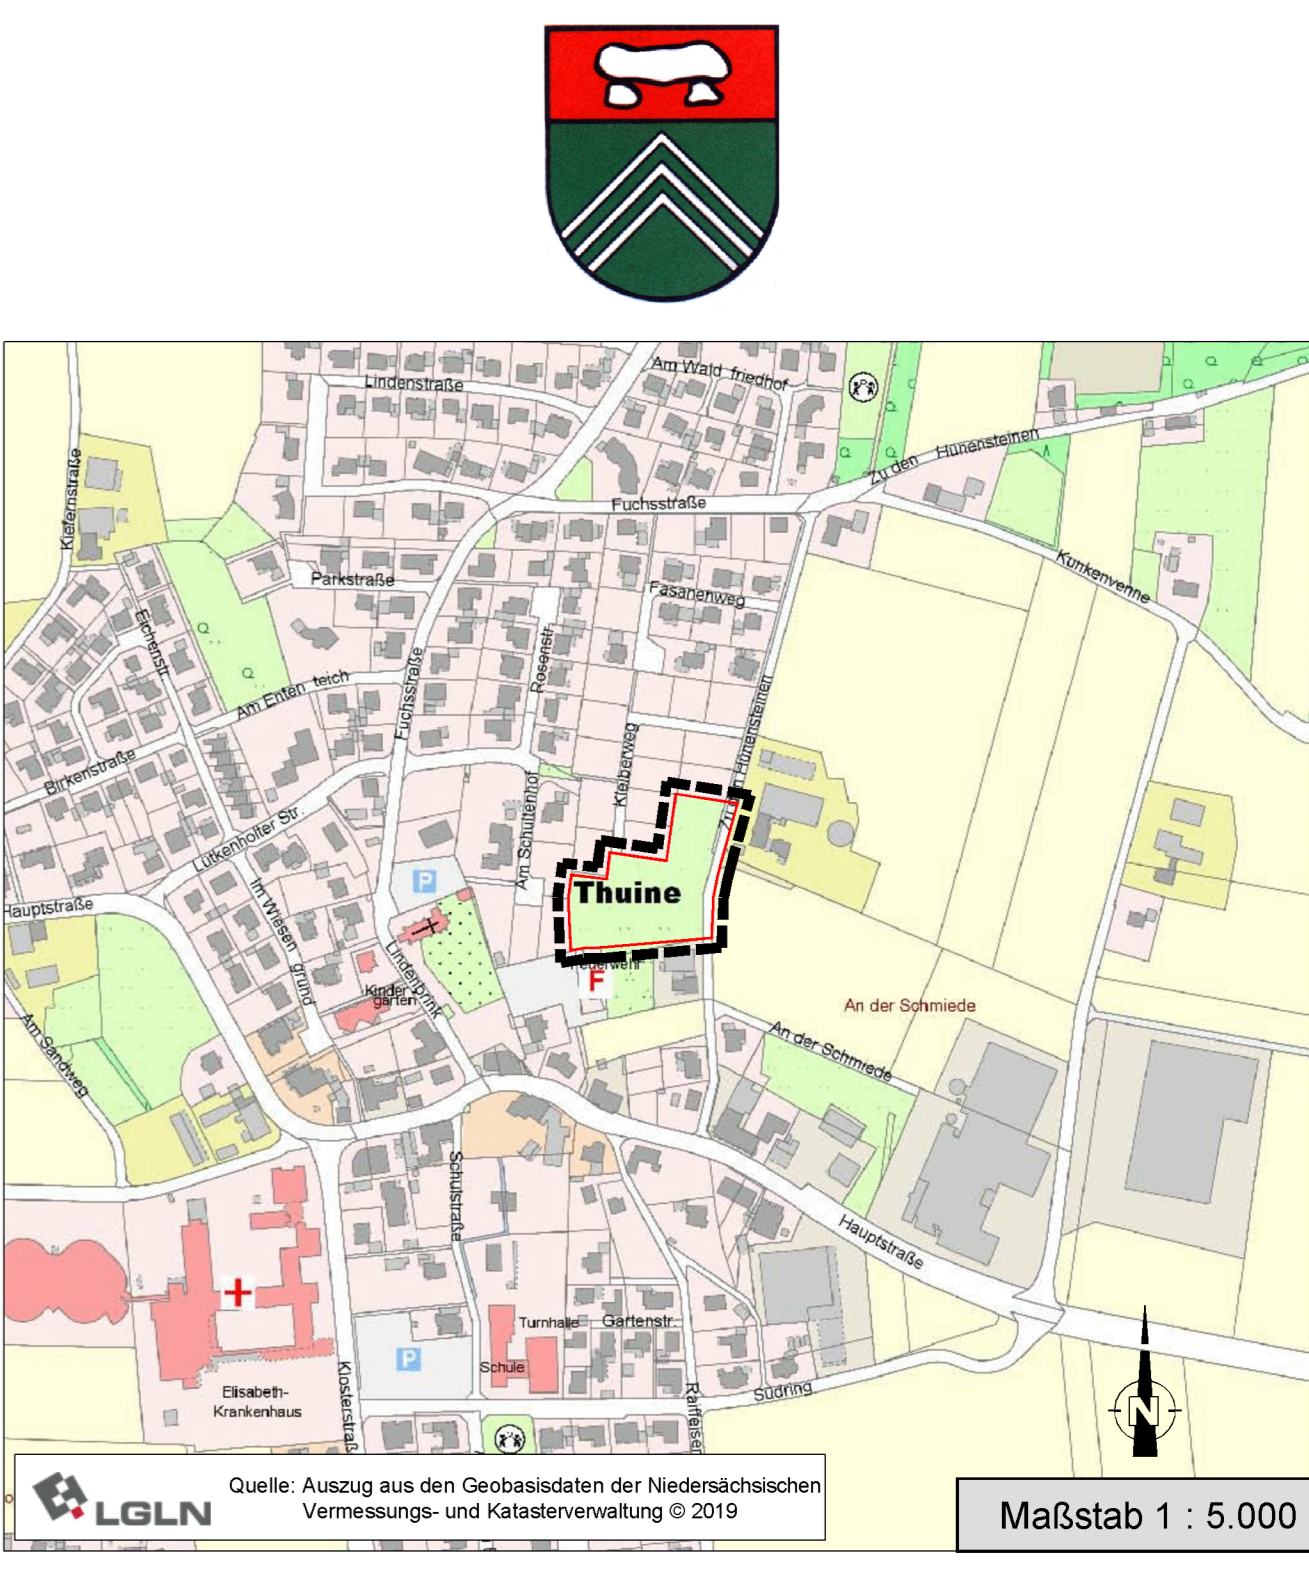 Lindenstraße
Am Wald friedhof
Zu den Hünensteinen
Kiefernstraße
Fuchsstraße
Kunkenvenne
Parkstraße
Fasanenweg
Eichenstr.
Rosenstr.
Am Enten teich
Fuchsstraße
Zu den Hünensteinen
Birkenstraße
Kleiberweg
Am Schultenhof
Lütkenholter Str.
P
Thuine
Hauptstraße
Im Wiesen grund
Lindenbrink
Feuerwehr
F
Kinder
garten
An der Schmiede
An der Schmiede
Am Sandweg
Schulstraße
Hauptstraße
Turnhalle
Gartenstr.
P
Schule
Elisabeth-
Krankenhaus
Klosterstraß
Raiffeisen
Südring
N
LGLN
Quelle: Auszug aus den Geobasisdaten der Niedersächsischen
Vermessungs- und Katasterverwaltung © 2019
Maßstab 1 : 5.000